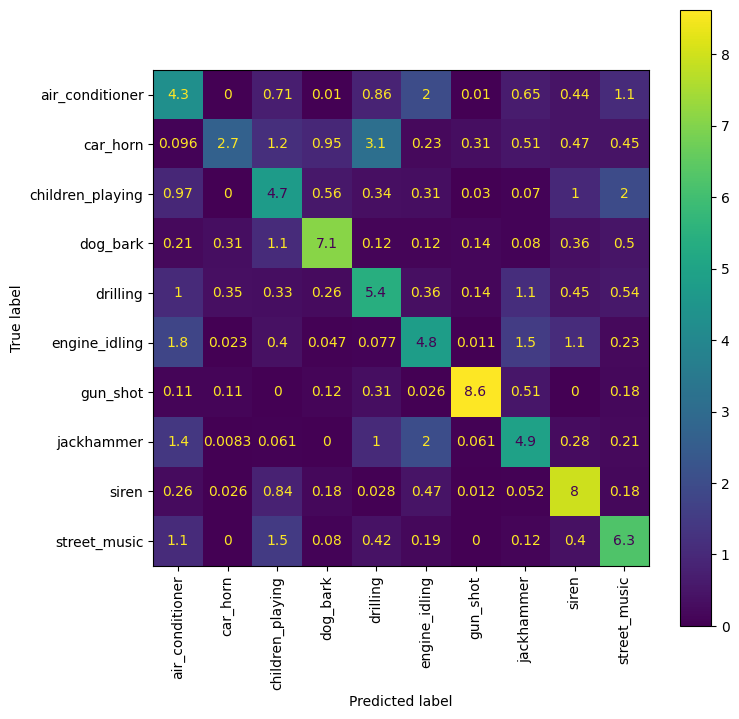 True label
air_conditioner 4.3 0 0.71 0.01 0.86 2 0.01 0.65 0.44 1.1
car_horn 0.096 2.7 1.2 0.95 3.1 0.23 0.31 0.51 0.47 0.45
children_playing 0.97 0 4.7 0.56 0.34 0.31 0.03 0.07 1 2
dog_bark 0.21 0.31 1.1 7.1 0.12 0.12 0.14 0.08 0.36 0.5
drilling 1 0.35 0.33 0.26 5.4 0.36 0.14 1.1 0.45 0.54
engine_idling 1.8 0.023 0.4 0.047 0.077 4.8 0.011 1.5 1.1 0.23
gun_shot 0.11 0.11 0 0.12 0.31 0.026 8.6 0.51 0 0.18
jackhammer 1.4 0.0083 0.061 0 1 2 0.061 4.9 0.28 0.21
siren 0.26 0.026 0.84 0.18 0.028 0.47 0.012 0.052 8 0.18
street_music 1.1 0 1.5 0.08 0.42 0.19 0 0.12 0.4 6.3
air_conditioner
car_horn
children_playing
dog_bark
drilling
engine_idling
gun_shot
jackhammer
siren
street_music
Predicted label
8
7
6
5
4
3
2
1
0